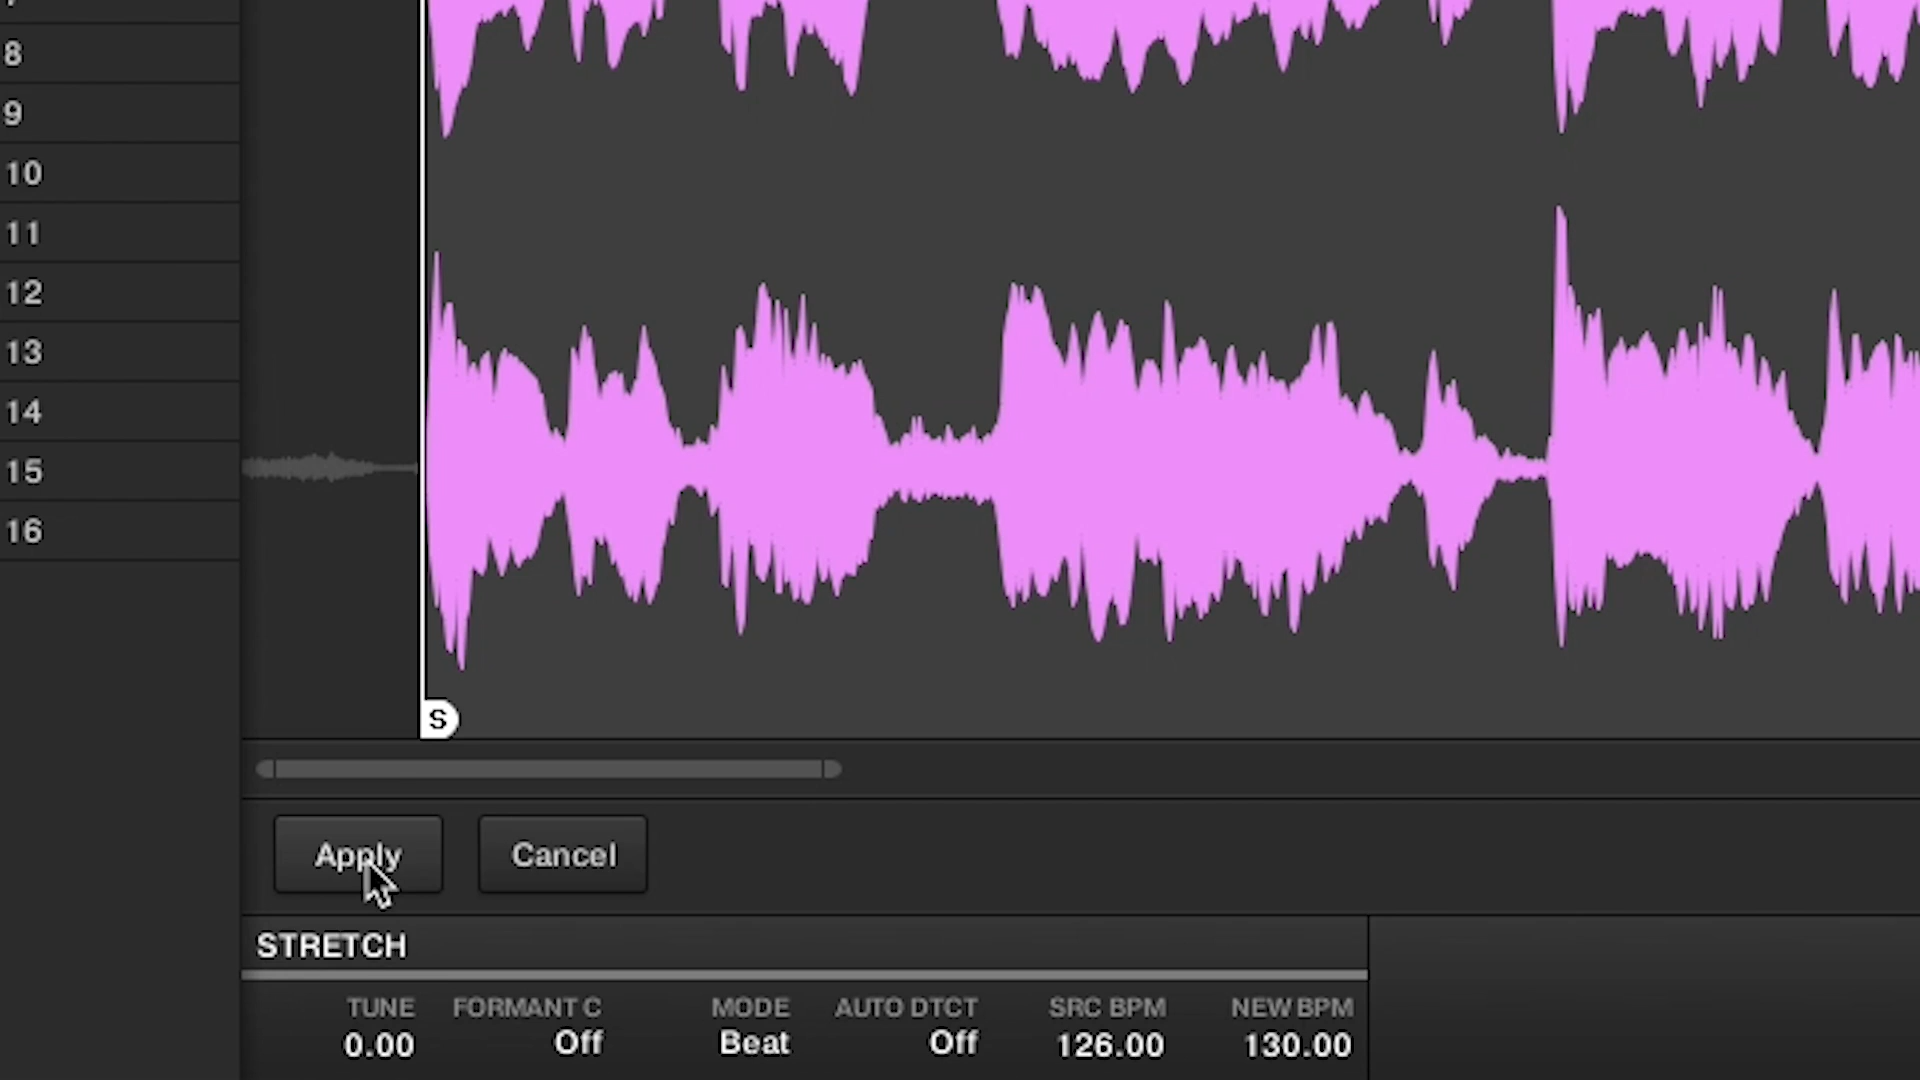 8
9
10
11
12
13
14
15
16
S
Apply Cancel
STRETCH
TUNE FORMANT C MODE AUTO DTCT SRC BPM NEW BPM
0.00 Off Beat Off 126.00 130.00